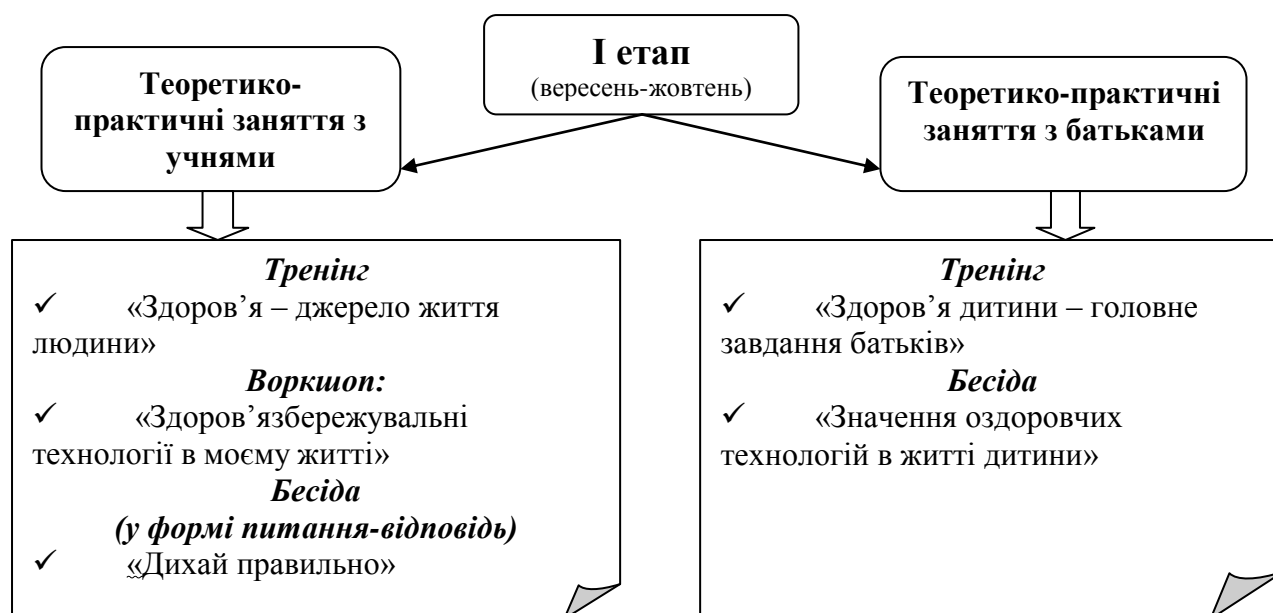 І етап
(вересень-жовтень)
Теоретико-
практичні заняття з
учнями
Теоретико-практичні
заняття з батьками
Тренінг
✓ «Здоров’я – джерело життя
людини»
Воркшоп:
✓ «Здоров’язбережувальні
технології в моєму житті»
Бесіда
(у формі питання-відповідь)
✓ «Дихай правильно»
Тренінг
✓ «Здоров’я дитини – головне
завдання батьків»
Бесіда
✓ «Значення оздоровчих
технологій в житті дитини»